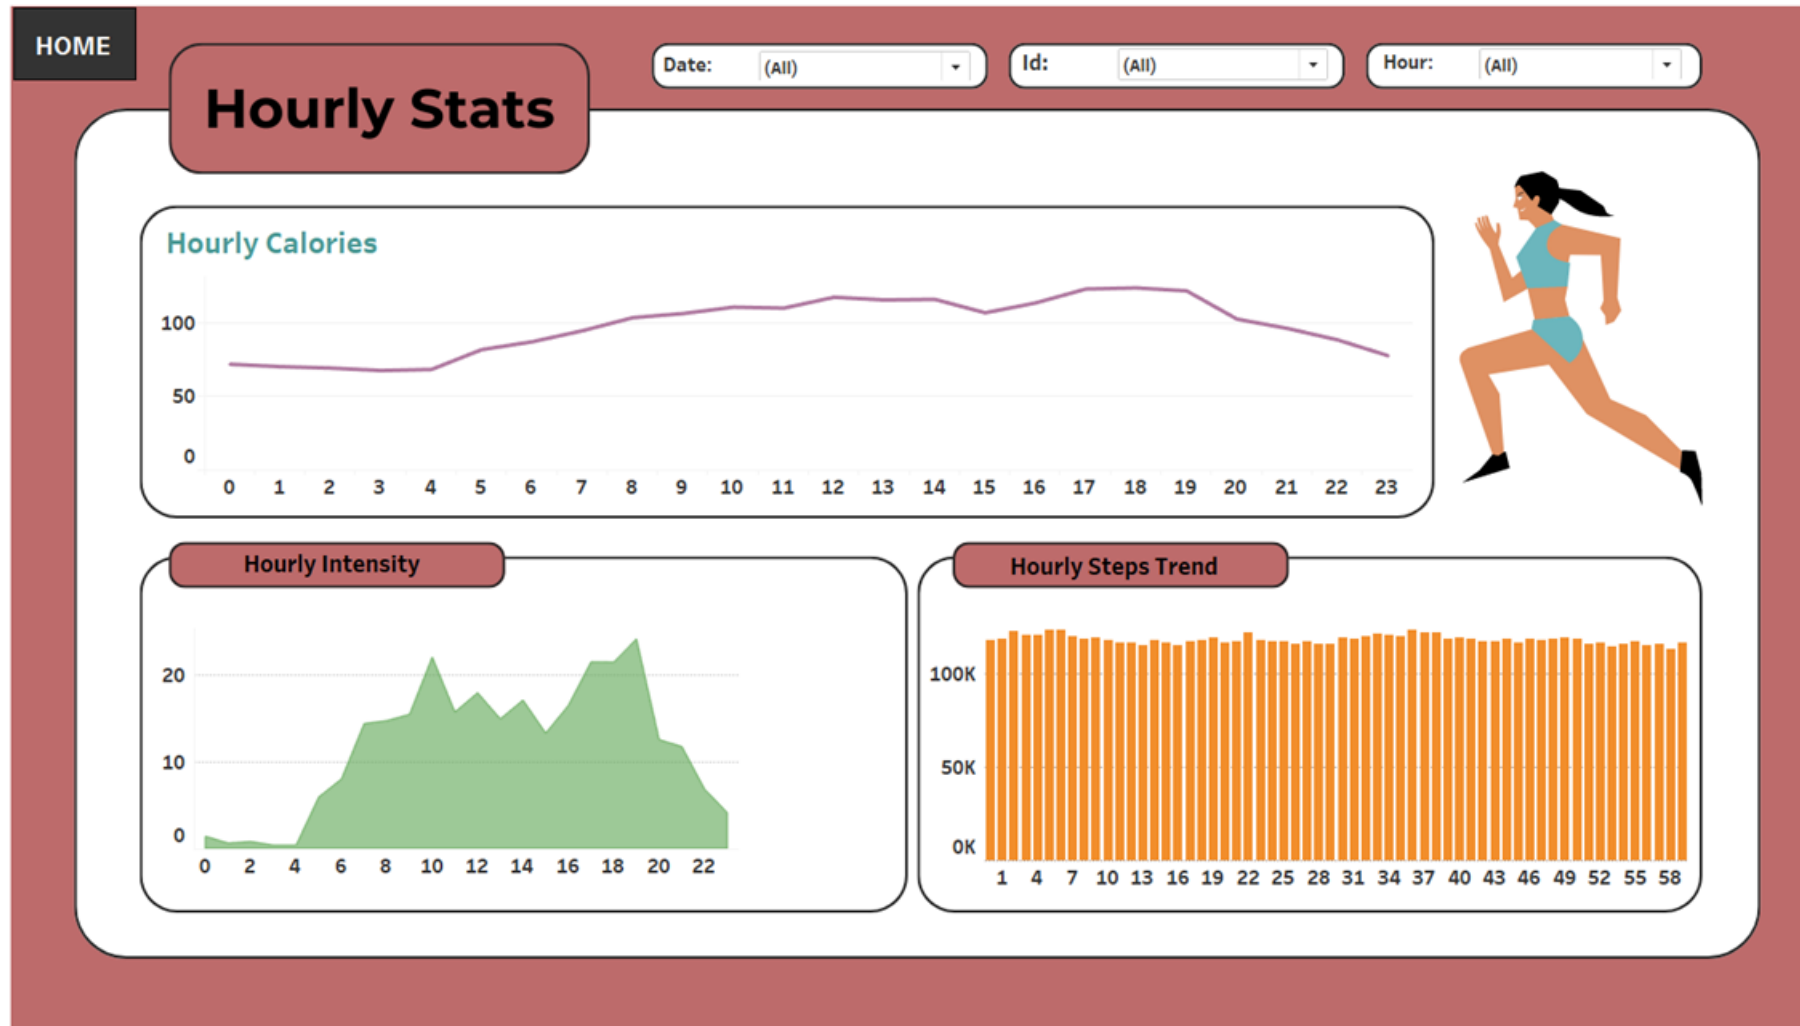 HOME
Hourly Stats
Date: (All)
Id: (All)
Hour: (All)
Hourly Calories
100
50
0
0 1 2 3 4 5 6 7 8 9 10 11 12 13 14 15 16 17 18 19 20 21 22 23
Hourly Intensity
20
10
0
0 2 4 6 8 10 12 14 16 18 20 22
Hourly Steps Trend
100K
50K
0K
1 4 7 10 13 16 19 22 25 28 31 34 37 40 43 46 49 52 55 58